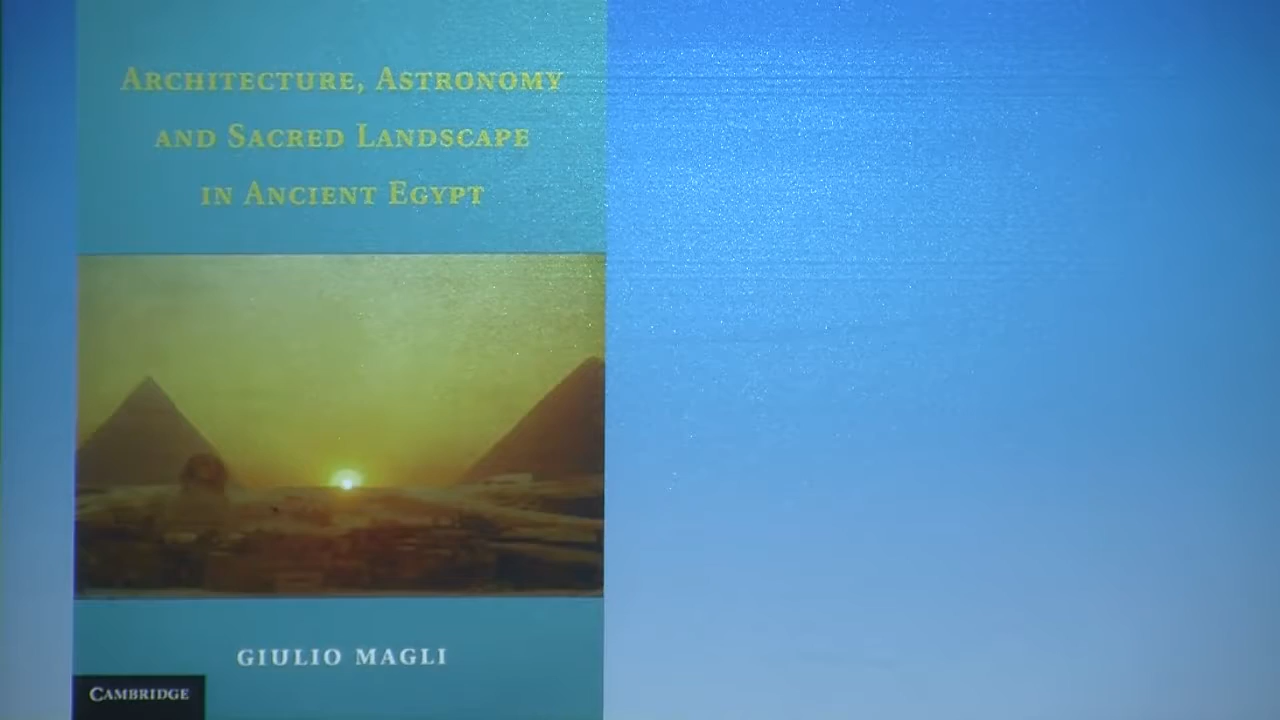 ARCHITECTURE, ASTRONOMY
AND SACRED LANDSCAPE
IN ANCIENT EGYPT
GIULIO MAGLI
CAMBRIDGE